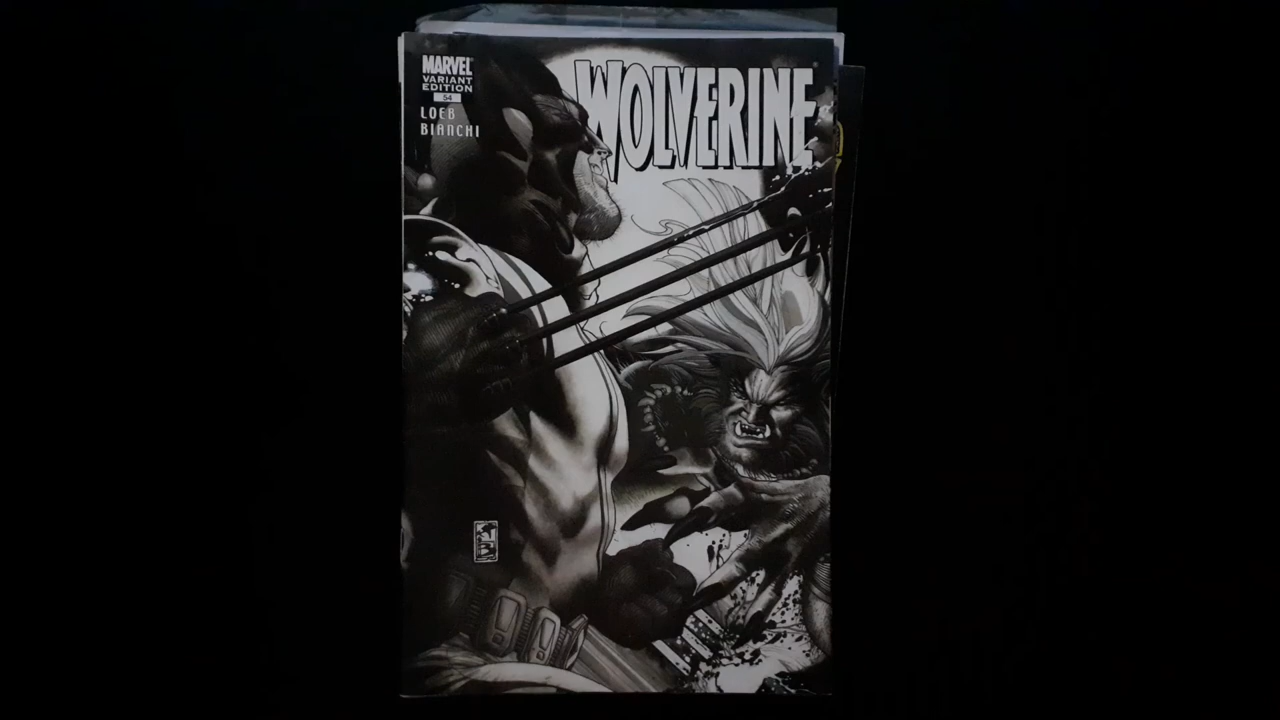 MARVEL
VARIANT
EDITION
54
LOEB
BIANCHI
WOLVERINE